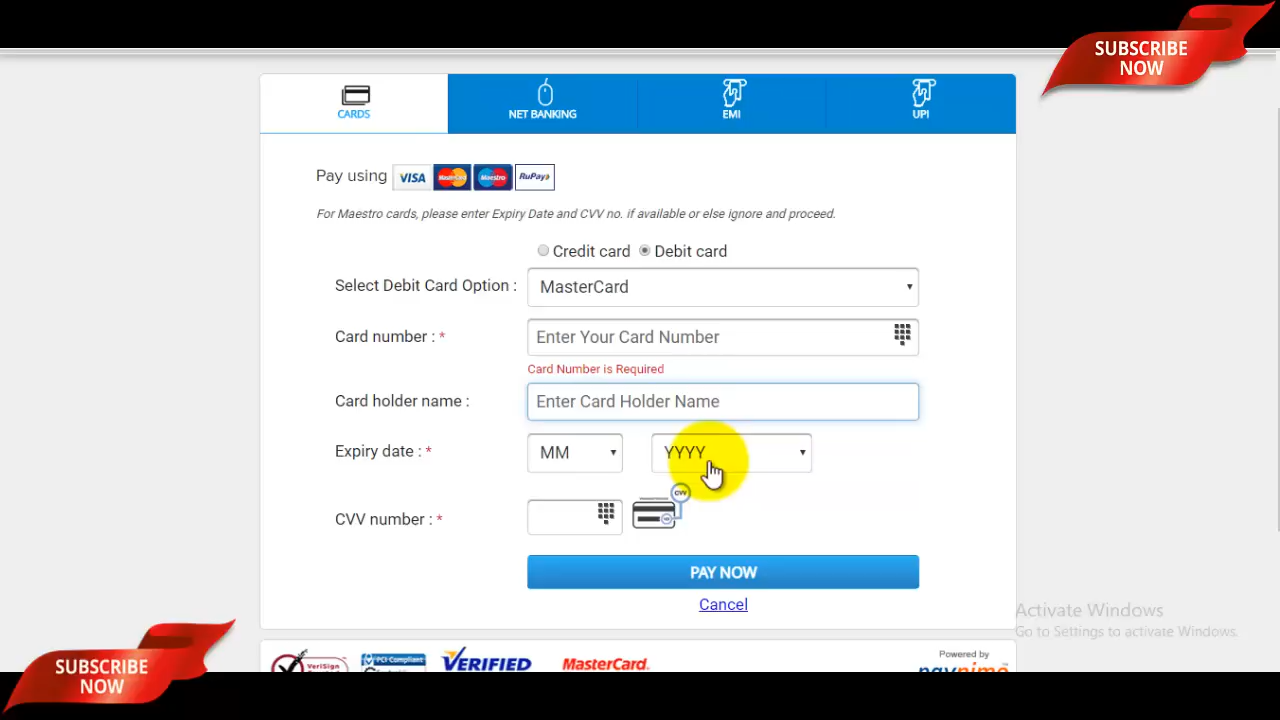 SUBSCRIBE
NOW
CARDS
NET BANKING
EMI
UPI
Pay using VISA MasterCard Maestro RuPay
For Maestro cards, please enter Expiry Date and CVV no. if available or else ignore and proceed.
Credit card Debit card
Select Debit Card Option : MasterCard
Card number : * Enter Your Card Number
Card Number is Required
Card holder name : Enter Card Holder Name
Expiry date : * MM YYYY
CVV
CVV number : *
PAY NOW
Cancel
Activate Windows
Go to Settings to activate Windows.
SUBSCRIBE
NOW
VeriSign
PCI Compliant
VERIFIED
MasterCard.
Powered by
paynimo